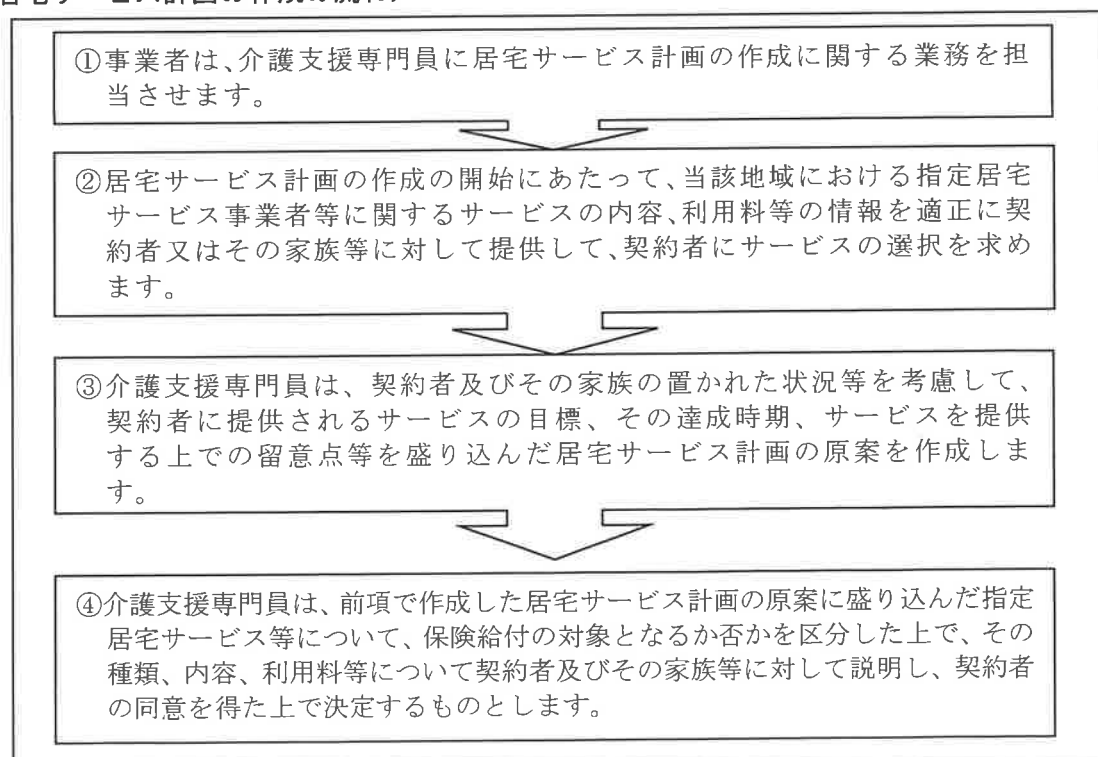 ①事業者は、介護支援専門員に居宅サービス計画の作成に関する業務を担
当させます。
②居宅サービス計画の作成の開始にあたって、当該地域における指定居宅
サービス事業者等に関するサービスの内容、利用料等の情報を適正に契
約者又はその家族等に対して提供して、契約者にサービスの選択を求め
ます。
③介護支援専門員は、契約者及びその家族の置かれた状況等を考慮して、
契約者に提供されるサービスの目標、その達成時期、サービスを提供
する上での留意点等を盛り込んだ居宅サービス計画の原案を作成しま
す。
④介護支援専門員は、前項で作成した居宅サービス計画の原案に盛り込んだ指定
居宅サービス等について、保険給付の対象となるか否かを区分した上で、その
種類、内容、利用料等について契約者及びその家族等に対して説明し、契約者
の同意を得た上で決定するものとします。